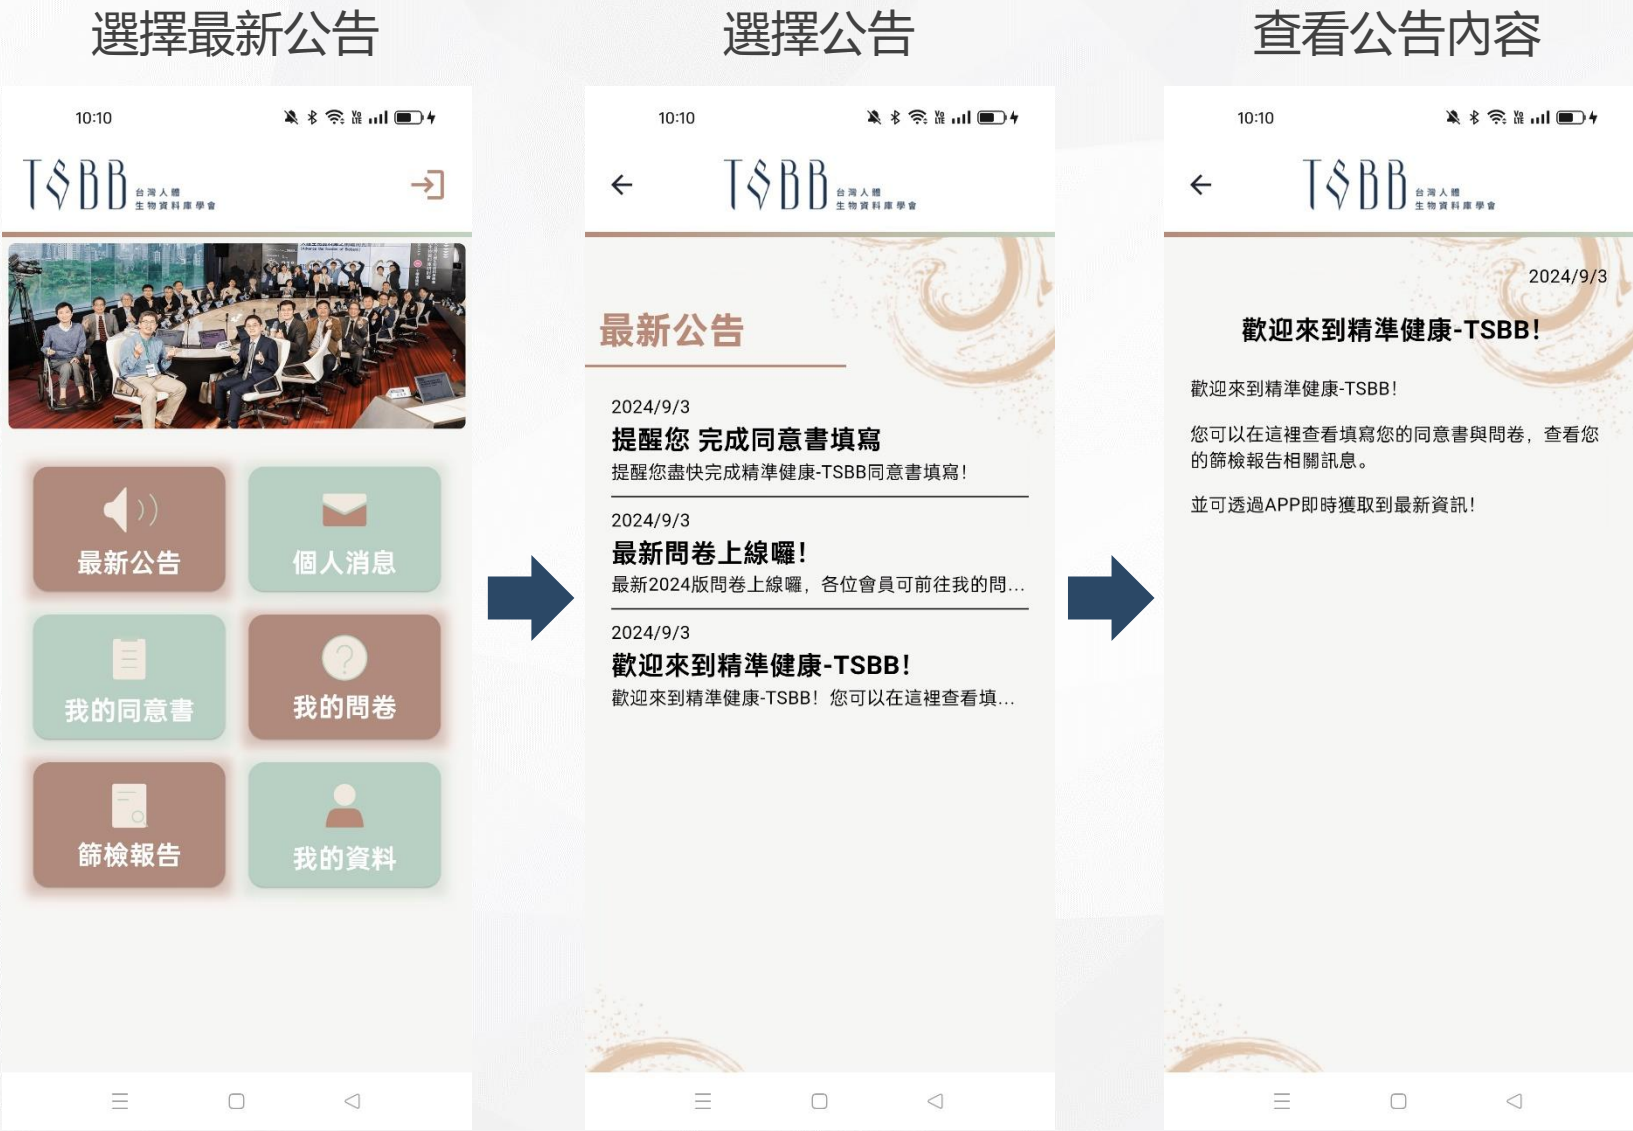 選擇最新公告
選擇公告
查看公告內容
10:10
TSBB
台灣人體
生物資料庫學會
最新公告
個人消息
我的同意書
我的問卷
篩檢報告
我的資料
10:10
TSBB
台灣人體
生物資料庫學會
最新公告
2024/9/3
提醒您 完成同意書填寫
提醒您盡快完成精準健康-TSBB同意書填寫！
2024/9/3
最新問卷上線囉！
最新2024版問卷上線囉，各位會員可前往我的問...
2024/9/3
歡迎來到精準健康-TSBB！
歡迎來到精準健康-TSBB！您可以在這裡查看填...
10:10
TSBB
台灣人體
生物資料庫學會
2024/9/3
歡迎來到精準健康-TSBB！
歡迎來到精準健康-TSBB！
您可以在這裡查看填寫您的同意書與問卷，查看您
的篩檢報告相關訊息。
並可透過APP即時獲取到最新資訊！